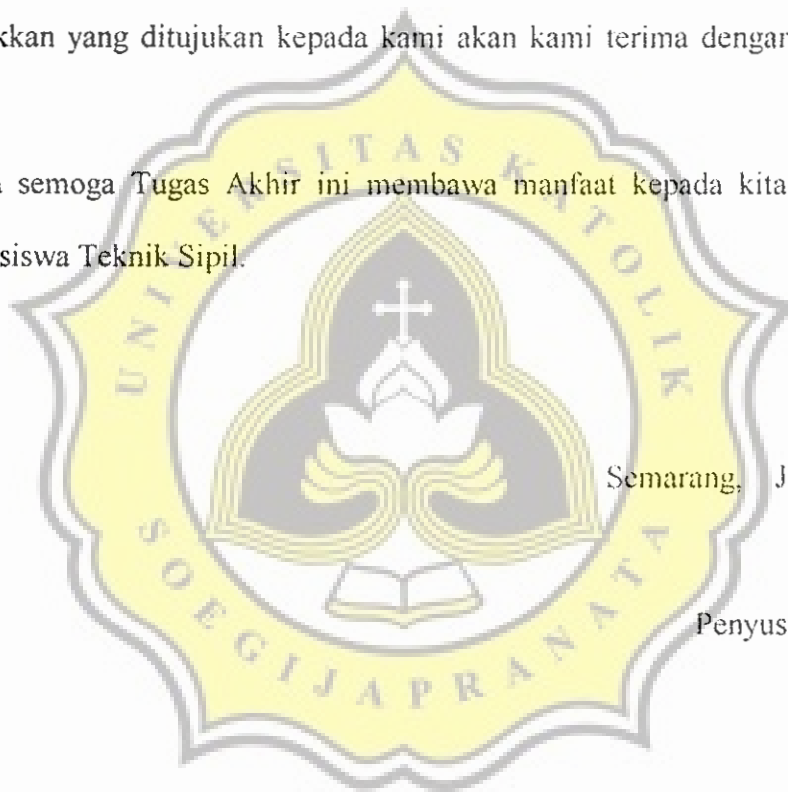 kkan yang ditujukan kepada kami akan kami terima dengan
semoga Tugas Akhir ini membawa manfaat kepada kita
siswa Teknik Sipil.
Semarang, J
Penyus
UNIVERSITAS KATOLIK
SOEGIJAPRANATA